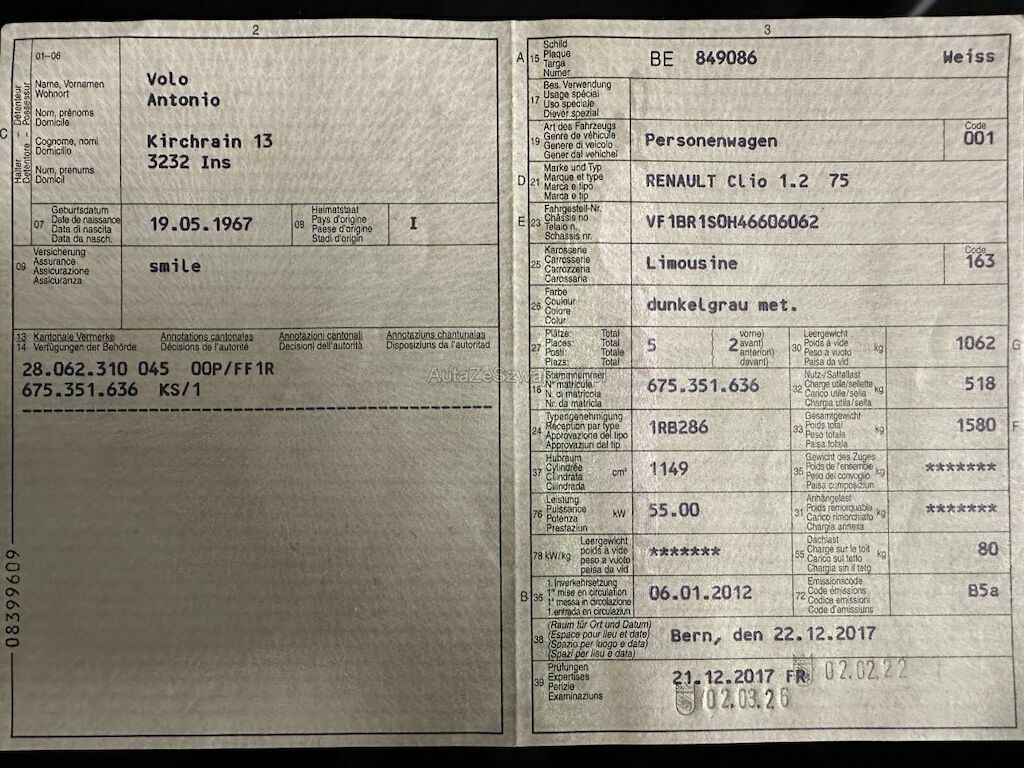 2
01-06
Halter Détenteur
Detentore Possessur
C
Name, Vornamen
Wohnort
Nom, prénoms
Domicile
Cognome, nomi
Domicilio
Num, prenums
Domicil
Volo
Antonio
Kirchrain 13
3232 Ins
07
Geburtsdatum
Date de naissance
Data di nascita
Data da nasch.
19.05.1967
08
Heimatstaat
Pays d'origine
Paese d'origine
Stadi d'origin
I
09
Versicherung
Assurance
Assicurazione
Assicuranza
smile
13 Kantonale Vermerke Annotations cantonales Annotazioni cantonali Annotaziuns chantunalas
14 Verfügungen der Behörde Décisions de l'autorité Decisioni dell'autorità Disposiziuns da l'autoritad
28.062.310 045 00P/FF1R
675.351.636 KS/1
08399609
3
A 15
Schild
Plaque
Targa
Numer
BE 849086 Weiss
17
Bes. Verwendung
Usage spécial
Uso speciale
Diever spezial
19
Art des Fahrzeugs
Genre de véhicule
Genere di veicolo
Gener dal vehichel
Personenwagen
Code
001
D 21
Marke und Typ
Marque et type
Marca e tipo
Marca e tip
RENAULT Clio 1.2 75
E 23
Fahrgestell-Nr.
Châssis no
Telaio n.
Schassis nr.
VF1BR1S0H46606062
25
Karosserie
Carrosserie
Carrozzeria
Carossaria
Limousine
Code
163
26
Farbe
Couleur
Colore
Colur
dunkelgrau met.
27
Plätze: Total
Places: Total
Posti: Totale
Plazs: Total
5
2
( vorne)
( avant)
( anteriori)
( davant)
30
Leergewicht
Poids à vide
Peso a vuoto
Paisa da vid
kg
1062
G
18
Stammnummer
N° matricule
N. di matricola
Nr. da matricla
675.351.636
32
Nutz-/Sattellast
Charge utile/sellette
Carico utile/sella
Chargia utila/sella
kg
518
24
Typengenehmigung
Réception par type
Approvazione del tipo
Approvaziun dal tip
1RB286
33
Gesamtgewicht
Poids total
Peso totale
Paisa totala
kg
1580
F
37
Hubraum
Cylindrée
Cilindrata
Cilindrada
cm³
1149
35
Gewicht des Zuges
Poids de l'ensemble
Peso del convoglio
Paisa cumposiziun
kg
*******
76
Leistung
Puissance
Potenza
Prestaziun
kW
55.00
31
Anhängelast
Poids remorquable
Carico rimorchiato
Chargia annexa
kg
*******
78 kW/kg
Leergewicht
poids à vide
peso a vuoto
paisa da vid
*******
55
Dachlast
Charge sur le toit
Carico sul tetto
Chargia sin il tetg
kg
80
B 36
1. Inverkehrsetzung
1re mise en circulation
1a messa in circolazione
1. entrada en circulaziun
06.01.2012
72
Emissionscode
Code émissions
Codice emissioni
Code d'emissiuns
B5a
38
(Raum für Ort und Datum)
(Espace pour lieu et date)
(Spazio per luogo e data)
(Spazi per lieu e data)
Bern, den 22.12.2017
39
Prüfungen
Expertises
Perizie
Examinaziuns
21.12.2017 FR 02.02.22
02.03.26